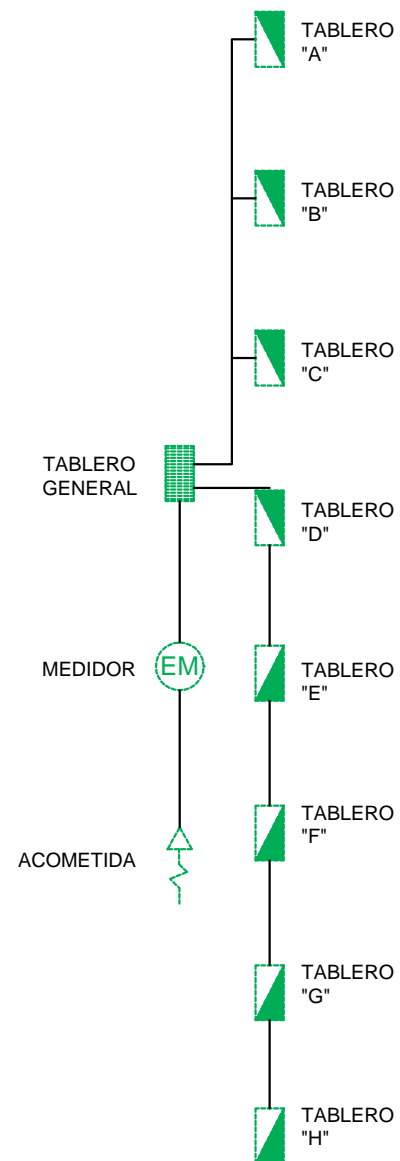 TABLERO
"A"
TABLERO
"B"
TABLERO
"C"
TABLERO
GENERAL
TABLERO
"D"
MEDIDOR
EM
TABLERO
"E"
TABLERO
"F"
ACOMETIDA
TABLERO
"G"
TABLERO
"H"